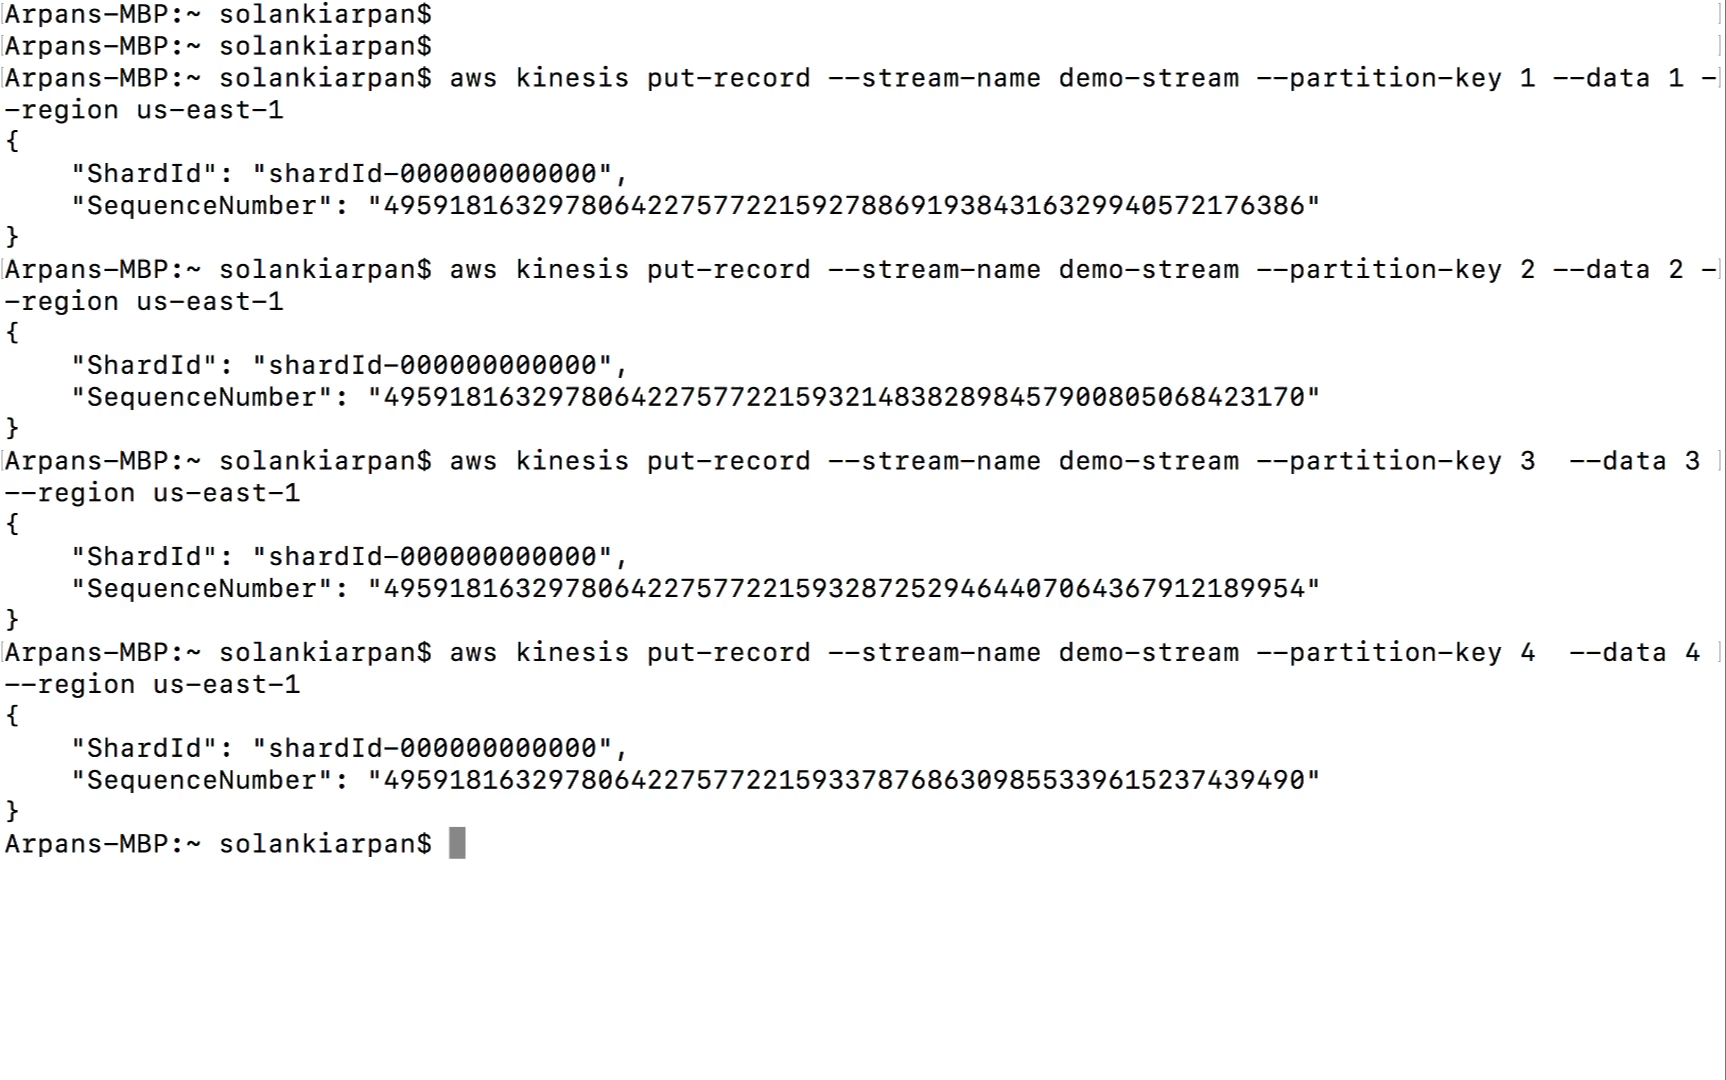 Arpans-MBP:~ solankiarpan$
Arpans-MBP:~ solankiarpan$
Arpans-MBP:~ solankiarpan$ aws kinesis put-record --stream-name demo-stream --partition-key 1 --data 1 -
-region us-east-1
{
    "ShardId": "shardId-000000000000",
    "SequenceNumber": "49591816329780642275772215927886919384316329940572176386"
}
Arpans-MBP:~ solankiarpan$ aws kinesis put-record --stream-name demo-stream --partition-key 2 --data 2 -
-region us-east-1
{
    "ShardId": "shardId-000000000000",
    "SequenceNumber": "49591816329780642275772215932148382898457900805068423170"
}
Arpans-MBP:~ solankiarpan$ aws kinesis put-record --stream-name demo-stream --partition-key 3  --data 3
--region us-east-1
{
    "ShardId": "shardId-000000000000",
    "SequenceNumber": "49591816329780642275772215932872529464407064367912189954"
}
Arpans-MBP:~ solankiarpan$ aws kinesis put-record --stream-name demo-stream --partition-key 4  --data 4
--region us-east-1
{
    "ShardId": "shardId-000000000000",
    "SequenceNumber": "49591816329780642275772215933787686309855339615237439490"
}
Arpans-MBP:~ solankiarpan$